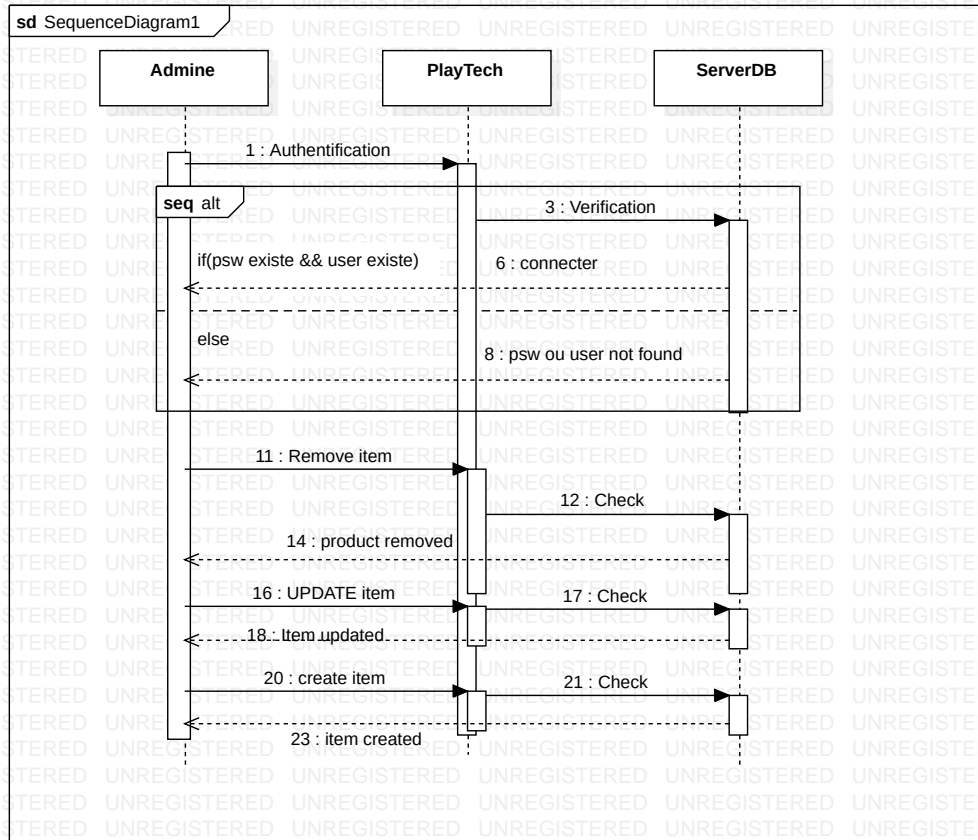 sd SequenceDiagram1
Admine
PlayTech
ServerDB
1 : Authentification
seq alt
3 : Verification
if(psw existe && user existe)
6 : connecter
else
8 : psw ou user not found
11 : Remove item
12 : Check
14 : product removed
16 : UPDATE item
17 : Check
18 : Item updated
20 : create item
21 : Check
23 : item created
UNREGISTERED